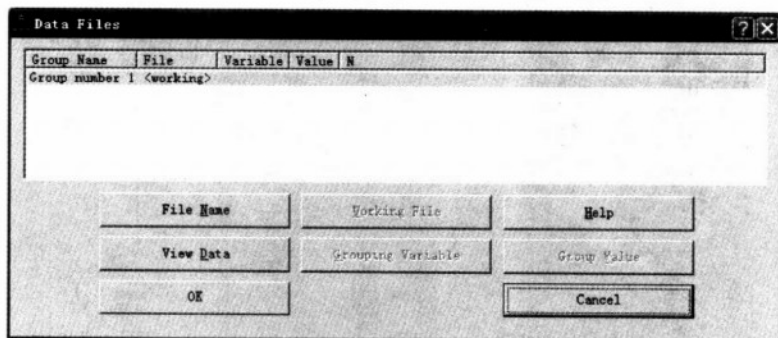 Data Files
Group Name File Variable Value N
Group number 1 <working>
File Name Working File Help
View Data Grouping Variable Group Value
OK Cancel